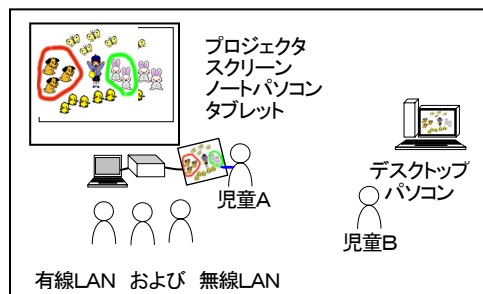 プロジェクタ
スクリーン
ノートパソコン
タブレット
児童A
デスクトップ
パソコン
児童B
有線LAN および 無線LAN